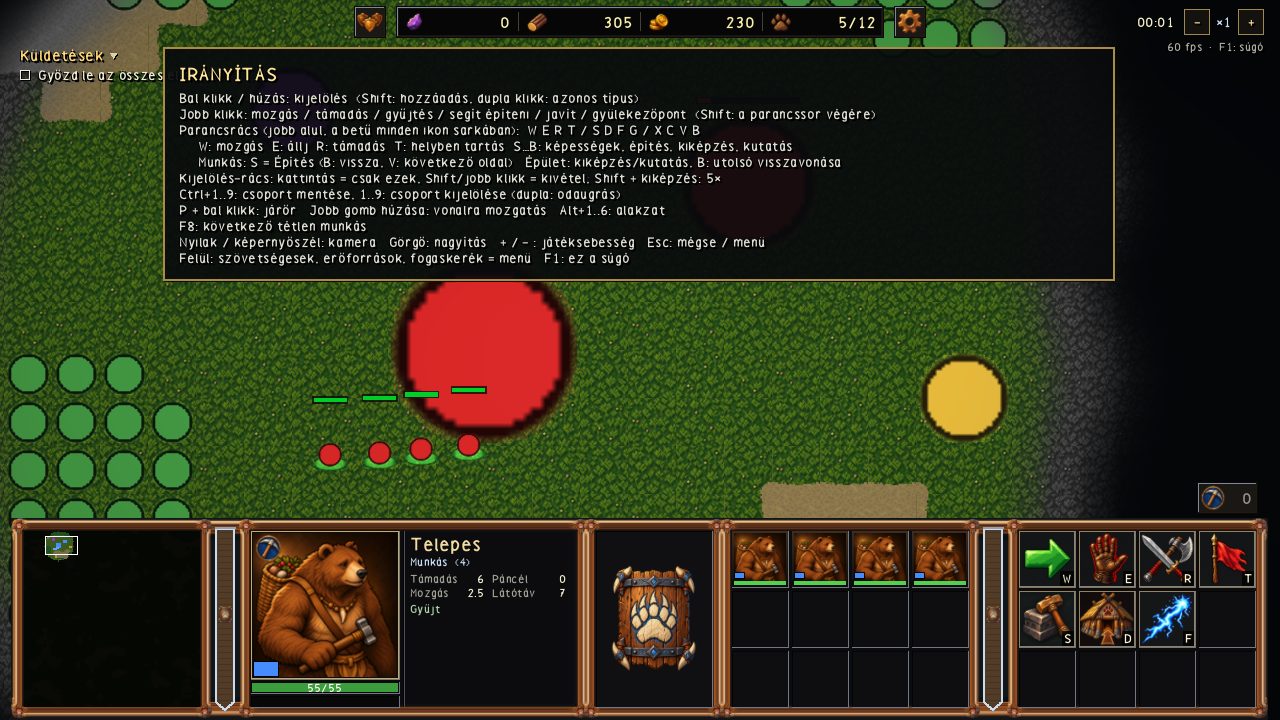 0 305 230 5/12
00:01 - ×1 +
60 fps · F1: súgó
Küldetések
Győzd le az összes
IRÁNYÍTÁS
Bal klikk / húzás: kijelölés (Shift: hozzáadás, dupla klikk: azonos típus)
Jobb klikk: mozgás / támadás / gyűjtés / segít építeni / javít / gyülekezőpont (Shift: a parancssor végére)
Parancsrács (jobb alul, a betű minden ikon sarkában): W E R T / S D F G / X C V B
W: mozgás E: állj R: támadás T: helyben tartás S…B: képességek, építés, kiképzés, kutatás
Munkás: S = Építés (B: vissza, V: következő oldal) Épület: kiképzés/kutatás, B: utolsó visszavonása
Kijelölés-rács: kattintás = csak ezek, Shift/jobb klikk = kivétel, Shift + kiképzés: 5×
Ctrl+1..9: csoport mentése, 1..9: csoport kijelölése (dupla: odaugrás)
P + bal klikk: járőr Jobb gomb húzása: vonalra mozgatás Alt+1..6: alakzat
F8: következő tétlen munkás
Nyilak / képernyőszél: kamera Görgő: nagyítás + / - : játéksebesség Esc: mégse / menü
Felül: szövetségesek, erőforrások, fogaskerék = menü F1: ez a súgó
0
Telepes
Munkás (4)
Támadás 6 Páncél 0
Mozgás 2.5 Látótáv 7
Gyűjt
55/55
W E R T
S D F